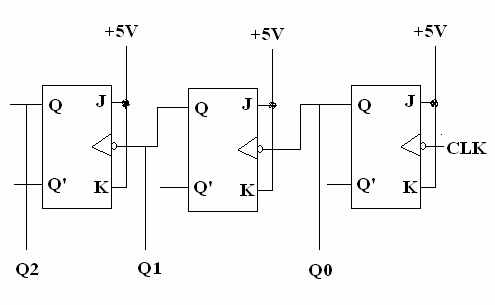 +5V +5V +5V
Q J Q J Q J
CLK
Q' K Q' K Q' K
Q2 Q1 Q0